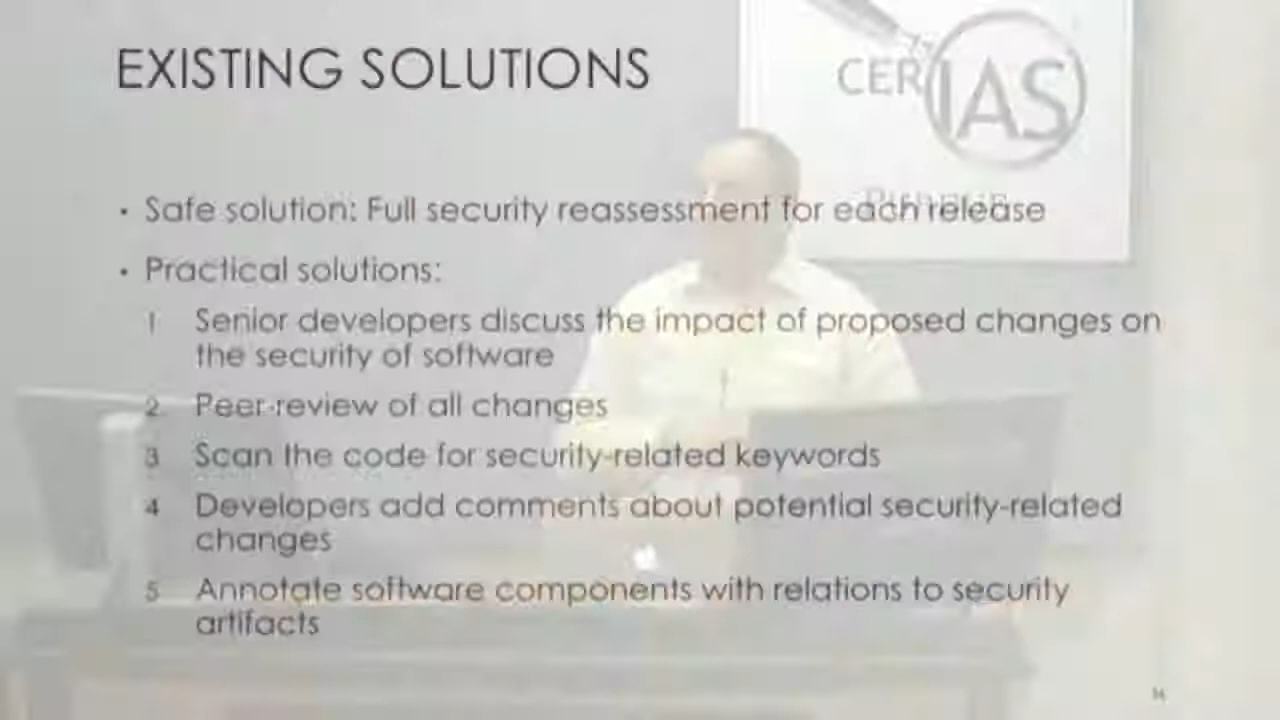 EXISTING SOLUTIONS
CERIAS
• Safe solution: Full security reassessment for each release
• Practical solutions:
1 Senior developers discuss the impact of proposed changes on
the security of software
2 Peer-review of all changes
3 Scan the code for security-related keywords
4 Developers add comments about potential security-related
changes
5 Annotate software components with relations to security
artifacts